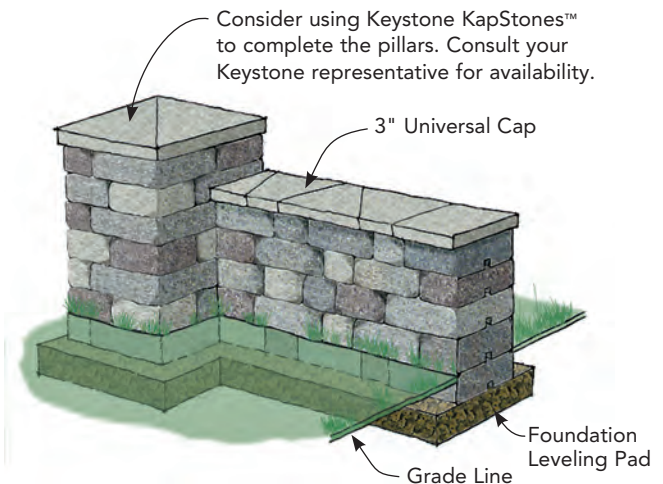 Consider using Keystone KapStones™
to complete the pillars. Consult your
Keystone representative for availability.
3" Universal Cap
Foundation
Leveling Pad
Grade Line